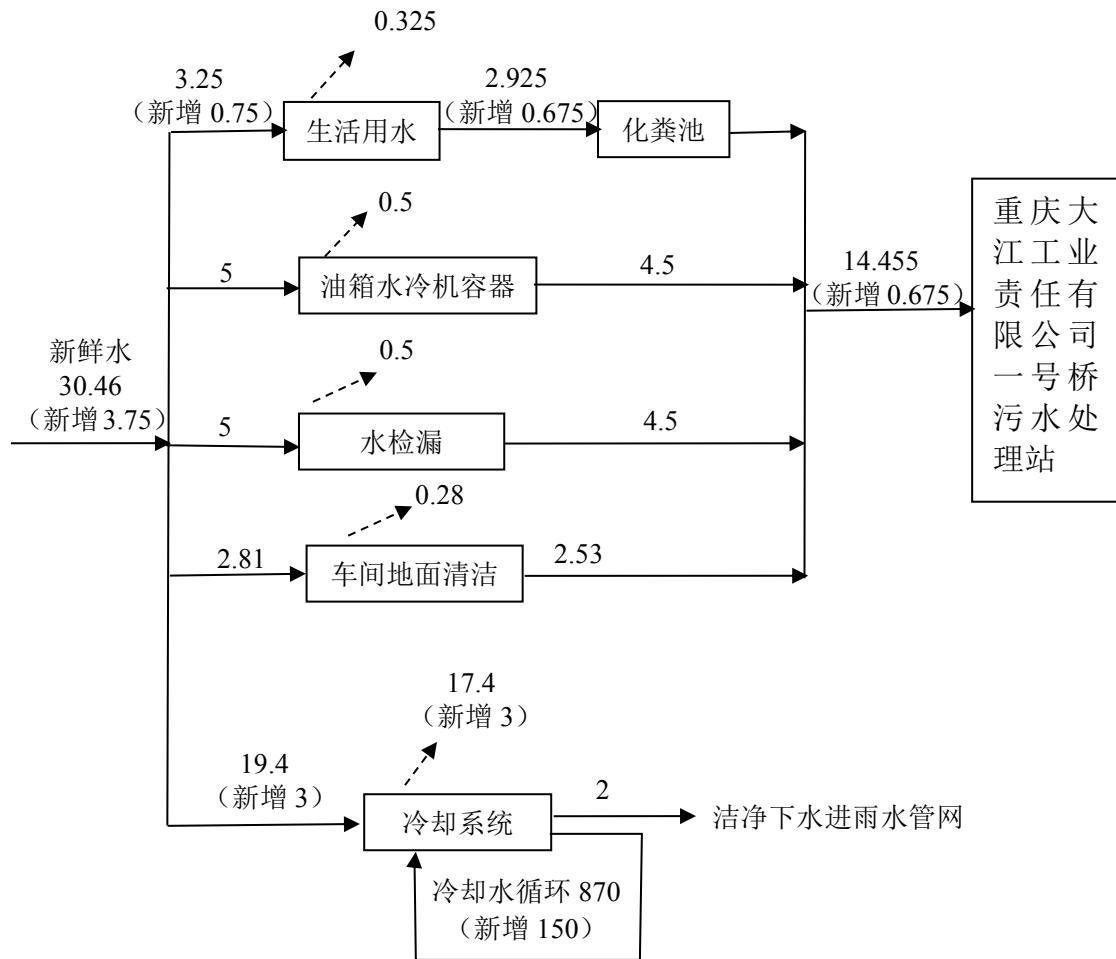 0.325
3.25
（新增 0.75）
生活用水
2.925
（新增 0.675）
化粪池
0.5
5
油箱水冷机容器
4.5
14.455
（新增 0.675）
重庆大
江工业
责任有
限公司
一号桥
污水处
理站
新鲜水
30.46
（新增 3.75）
0.5
5
水检漏
4.5
0.28
2.81
车间地面清洁
2.53
17.4
（新增 3）
19.4
（新增 3）
冷却系统
2
洁净下水进雨水管网
冷却水循环 870
（新增 150）